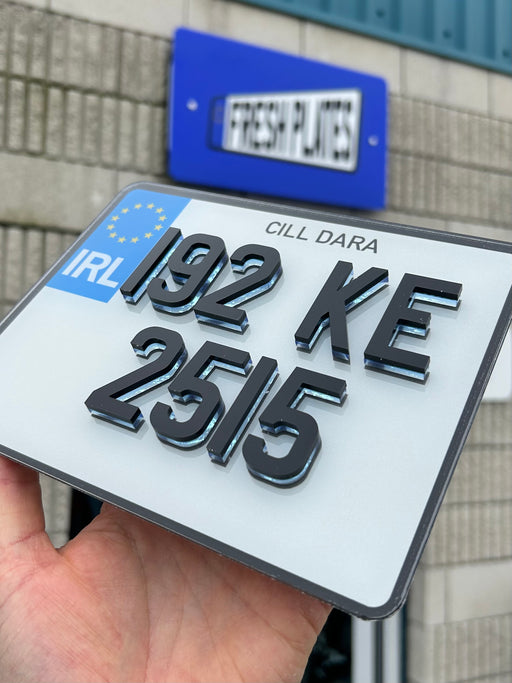 FRESH PLATES
CILL DARA
IRL
192 KE
2515